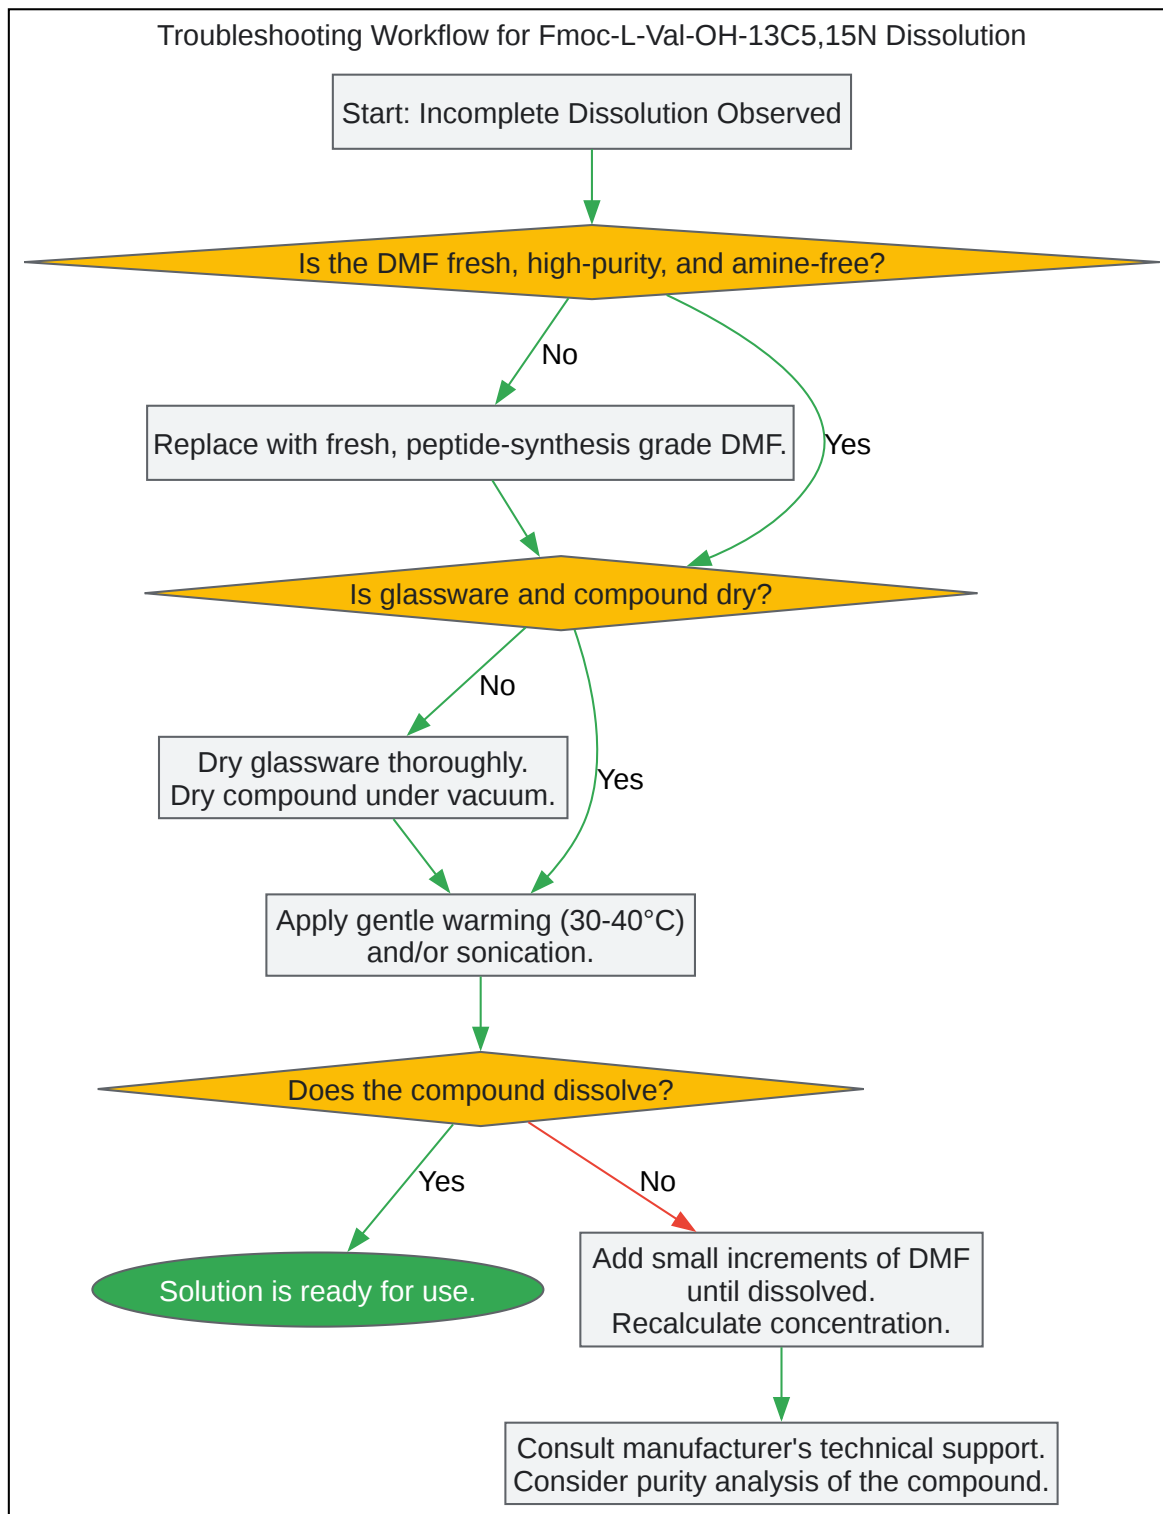 Troubleshooting Workflow for Fmoc-L-Val-OH-13C5,15N Dissolution
Start: Incomplete Dissolution Observed
Is the DMF fresh, high-purity, and amine-free?
No
Replace with fresh, peptide-synthesis grade DMF.
Yes
Is glassware and compound dry?
No
Dry glassware thoroughly.
Dry compound under vacuum.
Yes
Apply gentle warming (30-40°C)
and/or sonication.
Does the compound dissolve?
Yes
No
Solution is ready for use.
Add small increments of DMF
until dissolved.
Recalculate concentration.
Consult manufacturer's technical support.
Consider purity analysis of the compound.